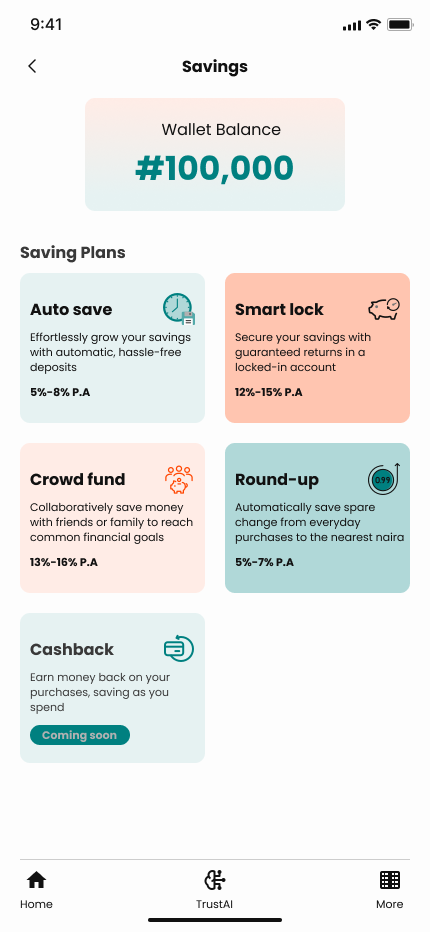 9:41
Savings
Wallet Balance
#100,000
Saving Plans
Auto save
Effortlessly grow your savings
with automatic, hassle-free
deposits
5%-8% P.A
Smart lock
Secure your savings with
guaranteed returns in a
locked-in account
12%-15% P.A
Crowd fund
Collaboratively save money
with friends or family to reach
common financial goals
13%-16% P.A
Round-up
0.99
Automatically save spare
change from everyday
purchases to the nearest naira
5%-7% P.A
Cashback
Earn money back on your
purchases, saving as you
spend
Coming soon
Home
TrustAI
More